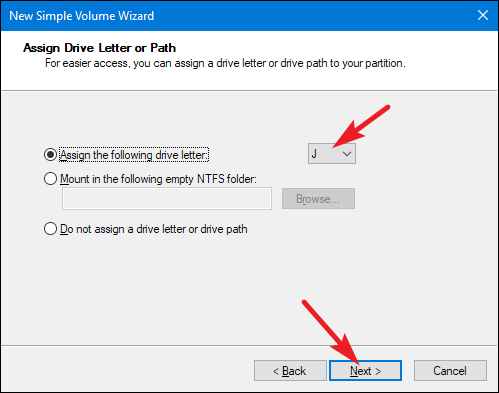 New Simple Volume Wizard
Assign Drive Letter or Path
For easier access, you can assign a drive letter or drive path to your partition.
Assign the following drive letter: J
Mount in the following empty NTFS folder:
Browse...
Do not assign a drive letter or drive path
< Back Next > Cancel